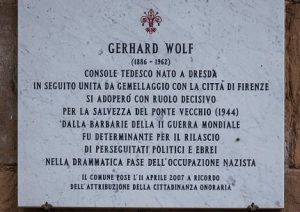 GERHARD WOLF
(1886 - 1962)
CONSOLE TEDESCO NATO A DRESDA
IN SEGUITO UNITA DA GEMELLAGGIO CON LA CITTÀ DI FIRENZE
SI ADOPERÒ CON RUOLO DECISIVO
PER LA SALVEZZA DEL PONTE VECCHIO (1944)
DALLA BARBARIE DELLA II GUERRA MONDIALE
FU DETERMINANTE PER IL RILASCIO
DI PERSEGUITATI POLITICI E EBREI
NELLA DRAMMATICA FASE DELL'OCCUPAZIONE NAZISTA
IL COMUNE POSE L'11 APRILE 2007 A RICORDO
DELL'ATTRIBUZIONE DELLA CITTADINANZA ONORARIA